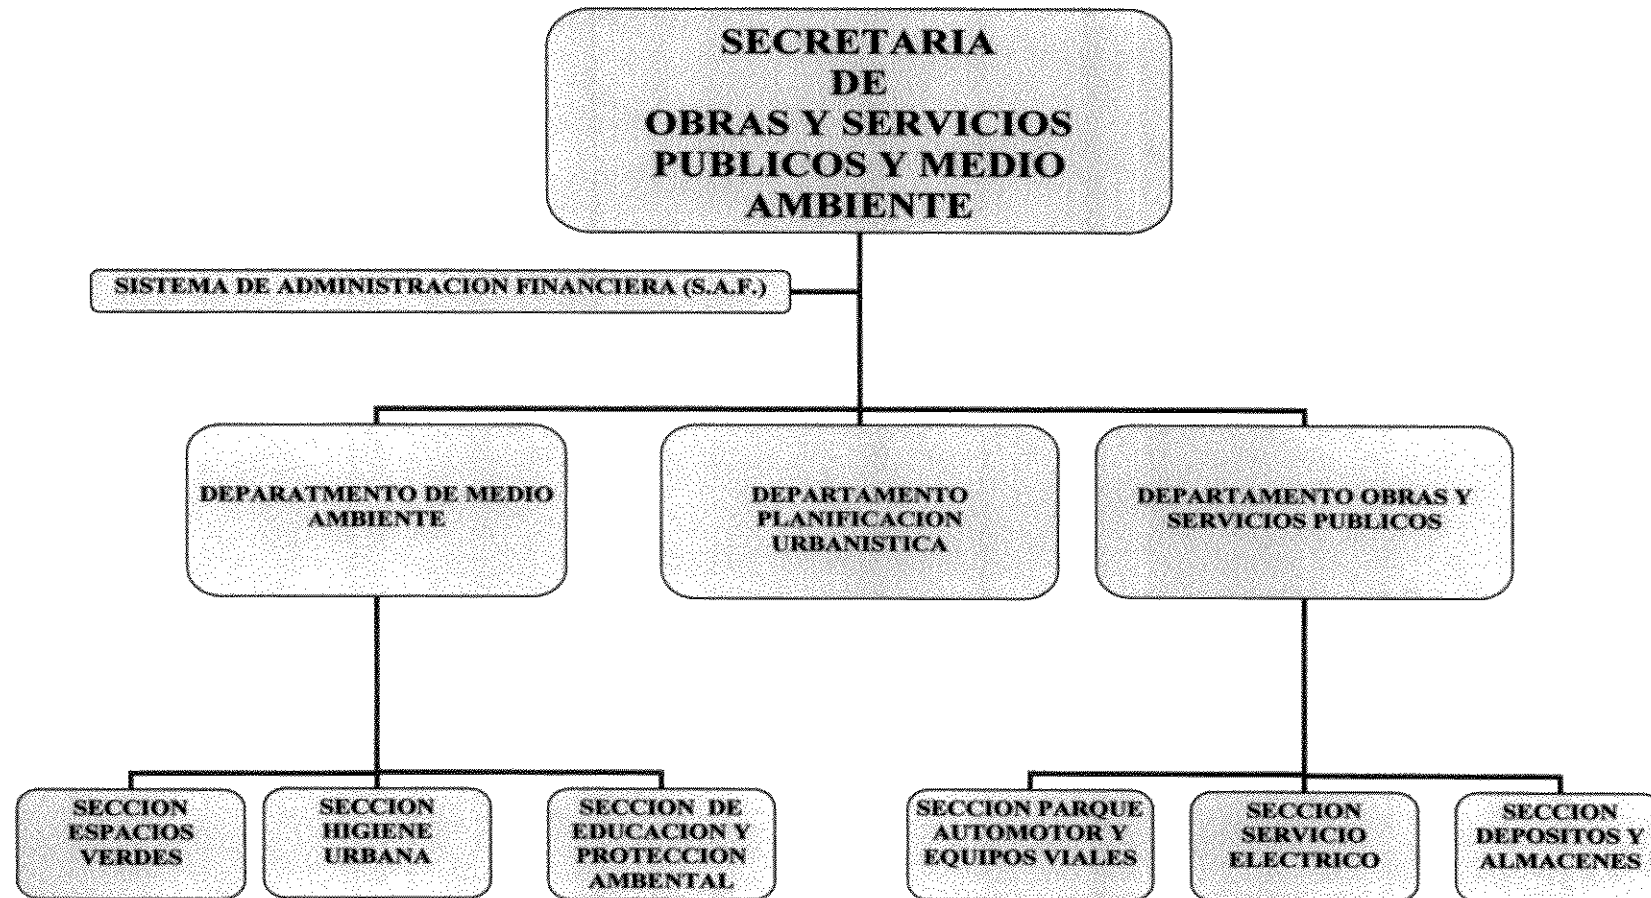 SECRETARIA
DE
OBRAS Y SERVICIOS
PUBLICOS Y MEDIO
AMBIENTE
SISTEMA DE ADMINISTRACION FINANCIERA (S.A.F.)
DEPARATMENTO DE MEDIO
AMBIENTE
DEPARTAMENTO
PLANIFICACION
URBANISTICA
DEPARTAMENTO OBRAS Y
SERVICIOS PUBLICOS
SECCION
ESPACIOS
VERDES
SECCION
HIGIENE
URBANA
SECCION DE
EDUCACION Y
PROTECCION
AMBENTAL
SECCION PARQUE
AUTOMOTOR Y
EQUIPOS VIALES
SECCION
SERVICIO
ELECTRICO
SECCION
DEPOSITOS Y
ALMACENES